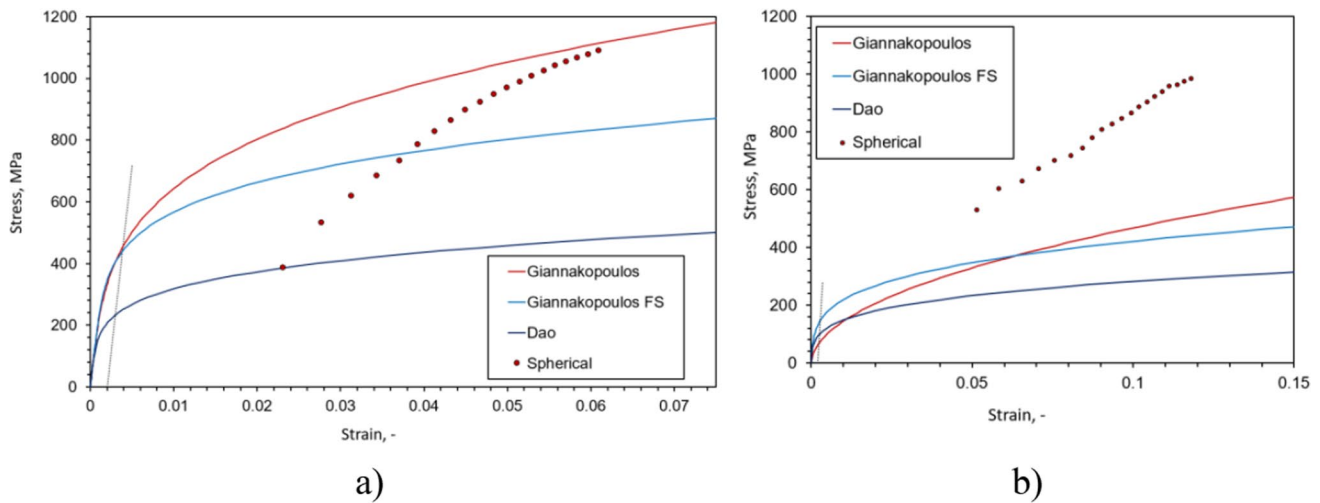 1200
1000
800
600
400
200
0
Stress, MPa
0 0.01 0.02 0.03 0.04 0.05 0.06 0.07
Strain, -
Giannakopoulos
Giannakopoulos FS
Dao
Spherical
a)
1200
1000
800
600
400
200
0
Stress, MPa
0 0.05 0.1 0.15
Strain, -
Giannakopoulos
Giannakopoulos FS
Dao
Spherical
b)